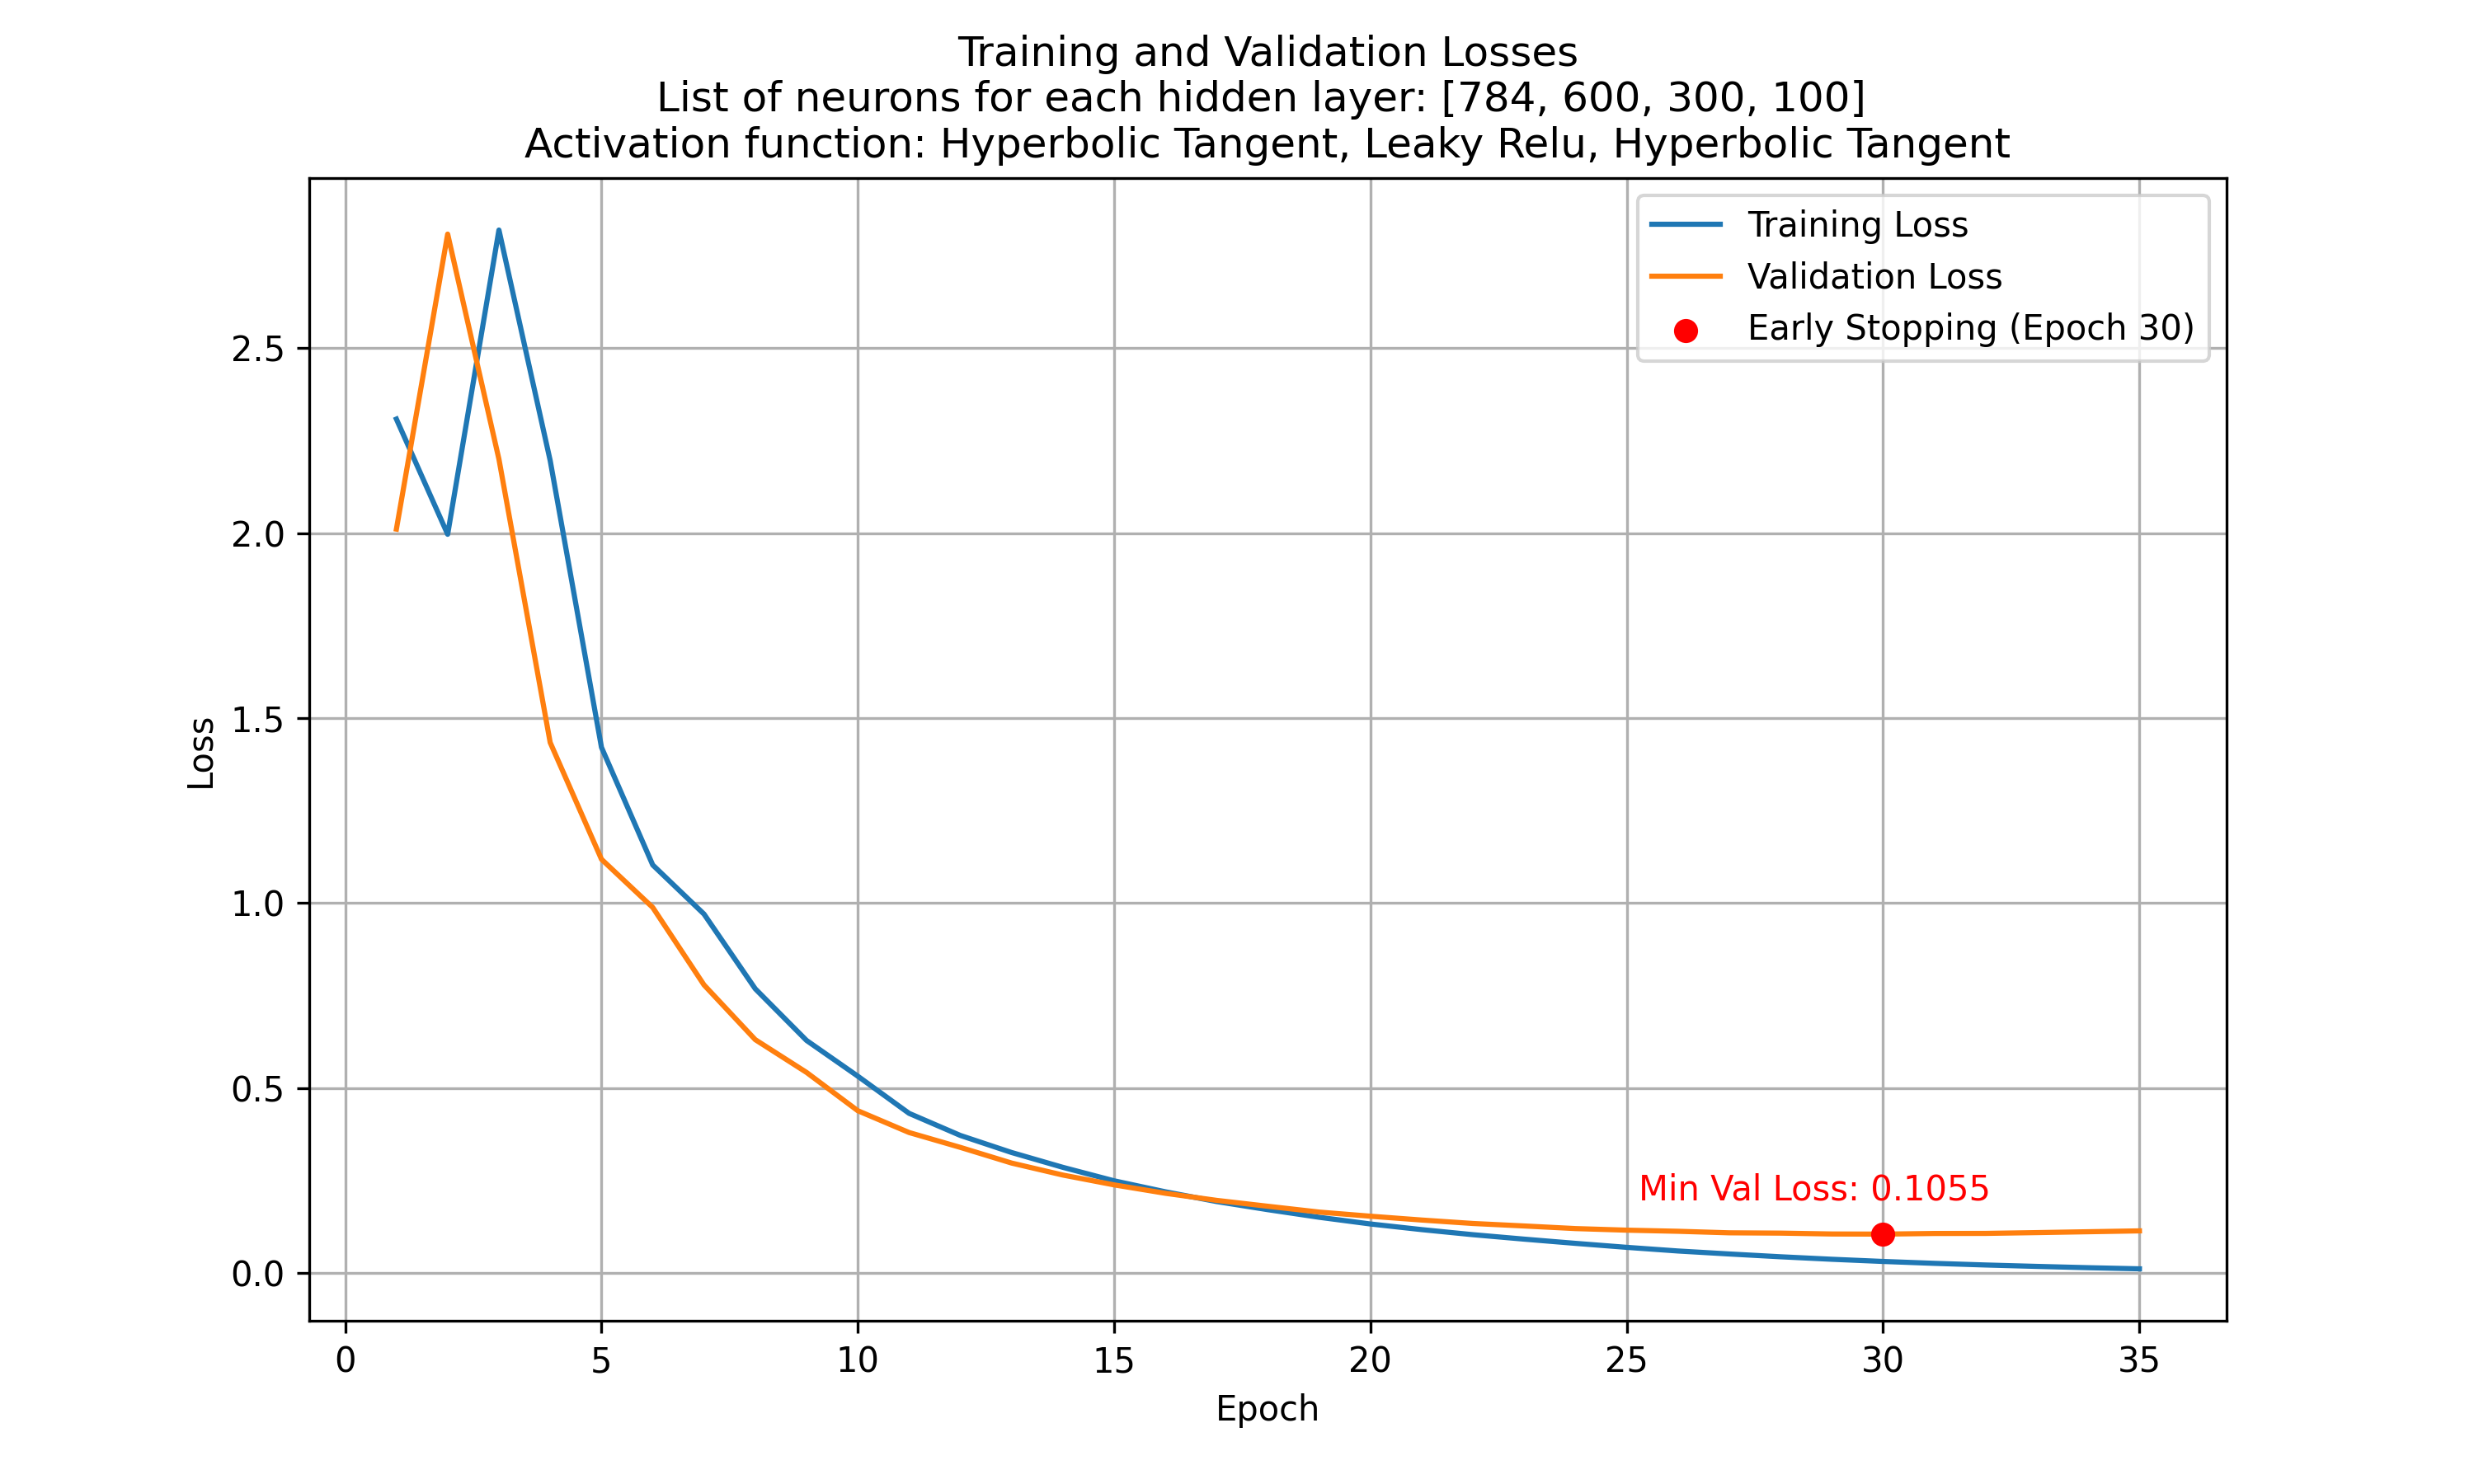 Training and Validation Losses
List of neurons for each hidden layer: [784, 600, 300, 100]
Activation function: Hyperbolic Tangent, Leaky Relu, Hyperbolic Tangent
Training Loss
Validation Loss
Early Stopping (Epoch 30)
2.5
2.0
1.5
1.0
0.5
0.0
Loss
Min Val Loss: 0.1055
0 5 10 15 20 25 30 35
Epoch